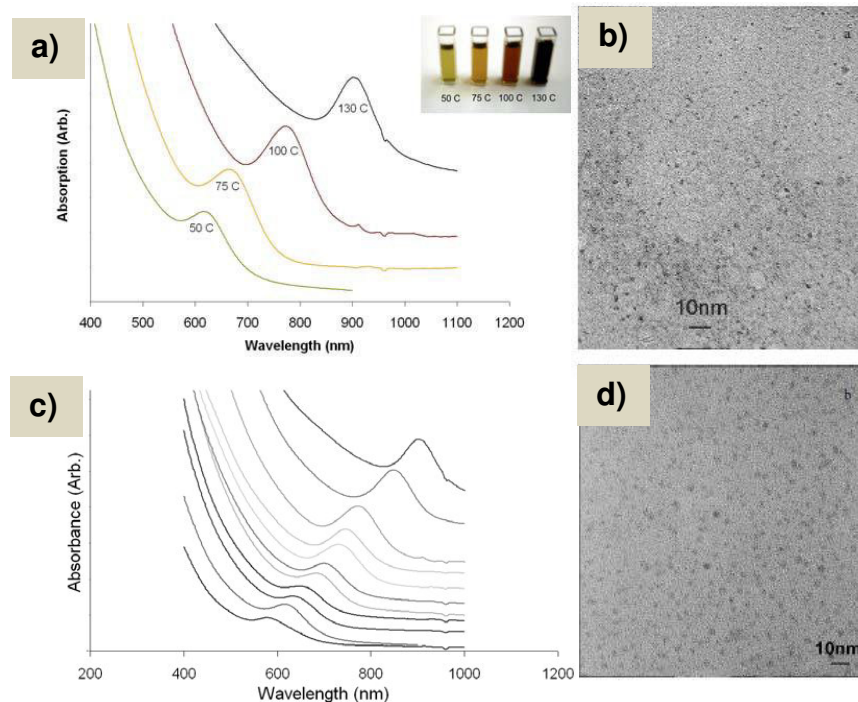 a)
50 C 75 C 100 C 130 C
130 C
100 C
75 C
50 C
Absorption (Arb.)
400 500 600 700 800 900 1000 1100 1200
Wavelength (nm)
b)
a
10nm
c)
Absorbance (Arb.)
200 400 600 800 1000
Wavelength (nm)
d)
b
10nm